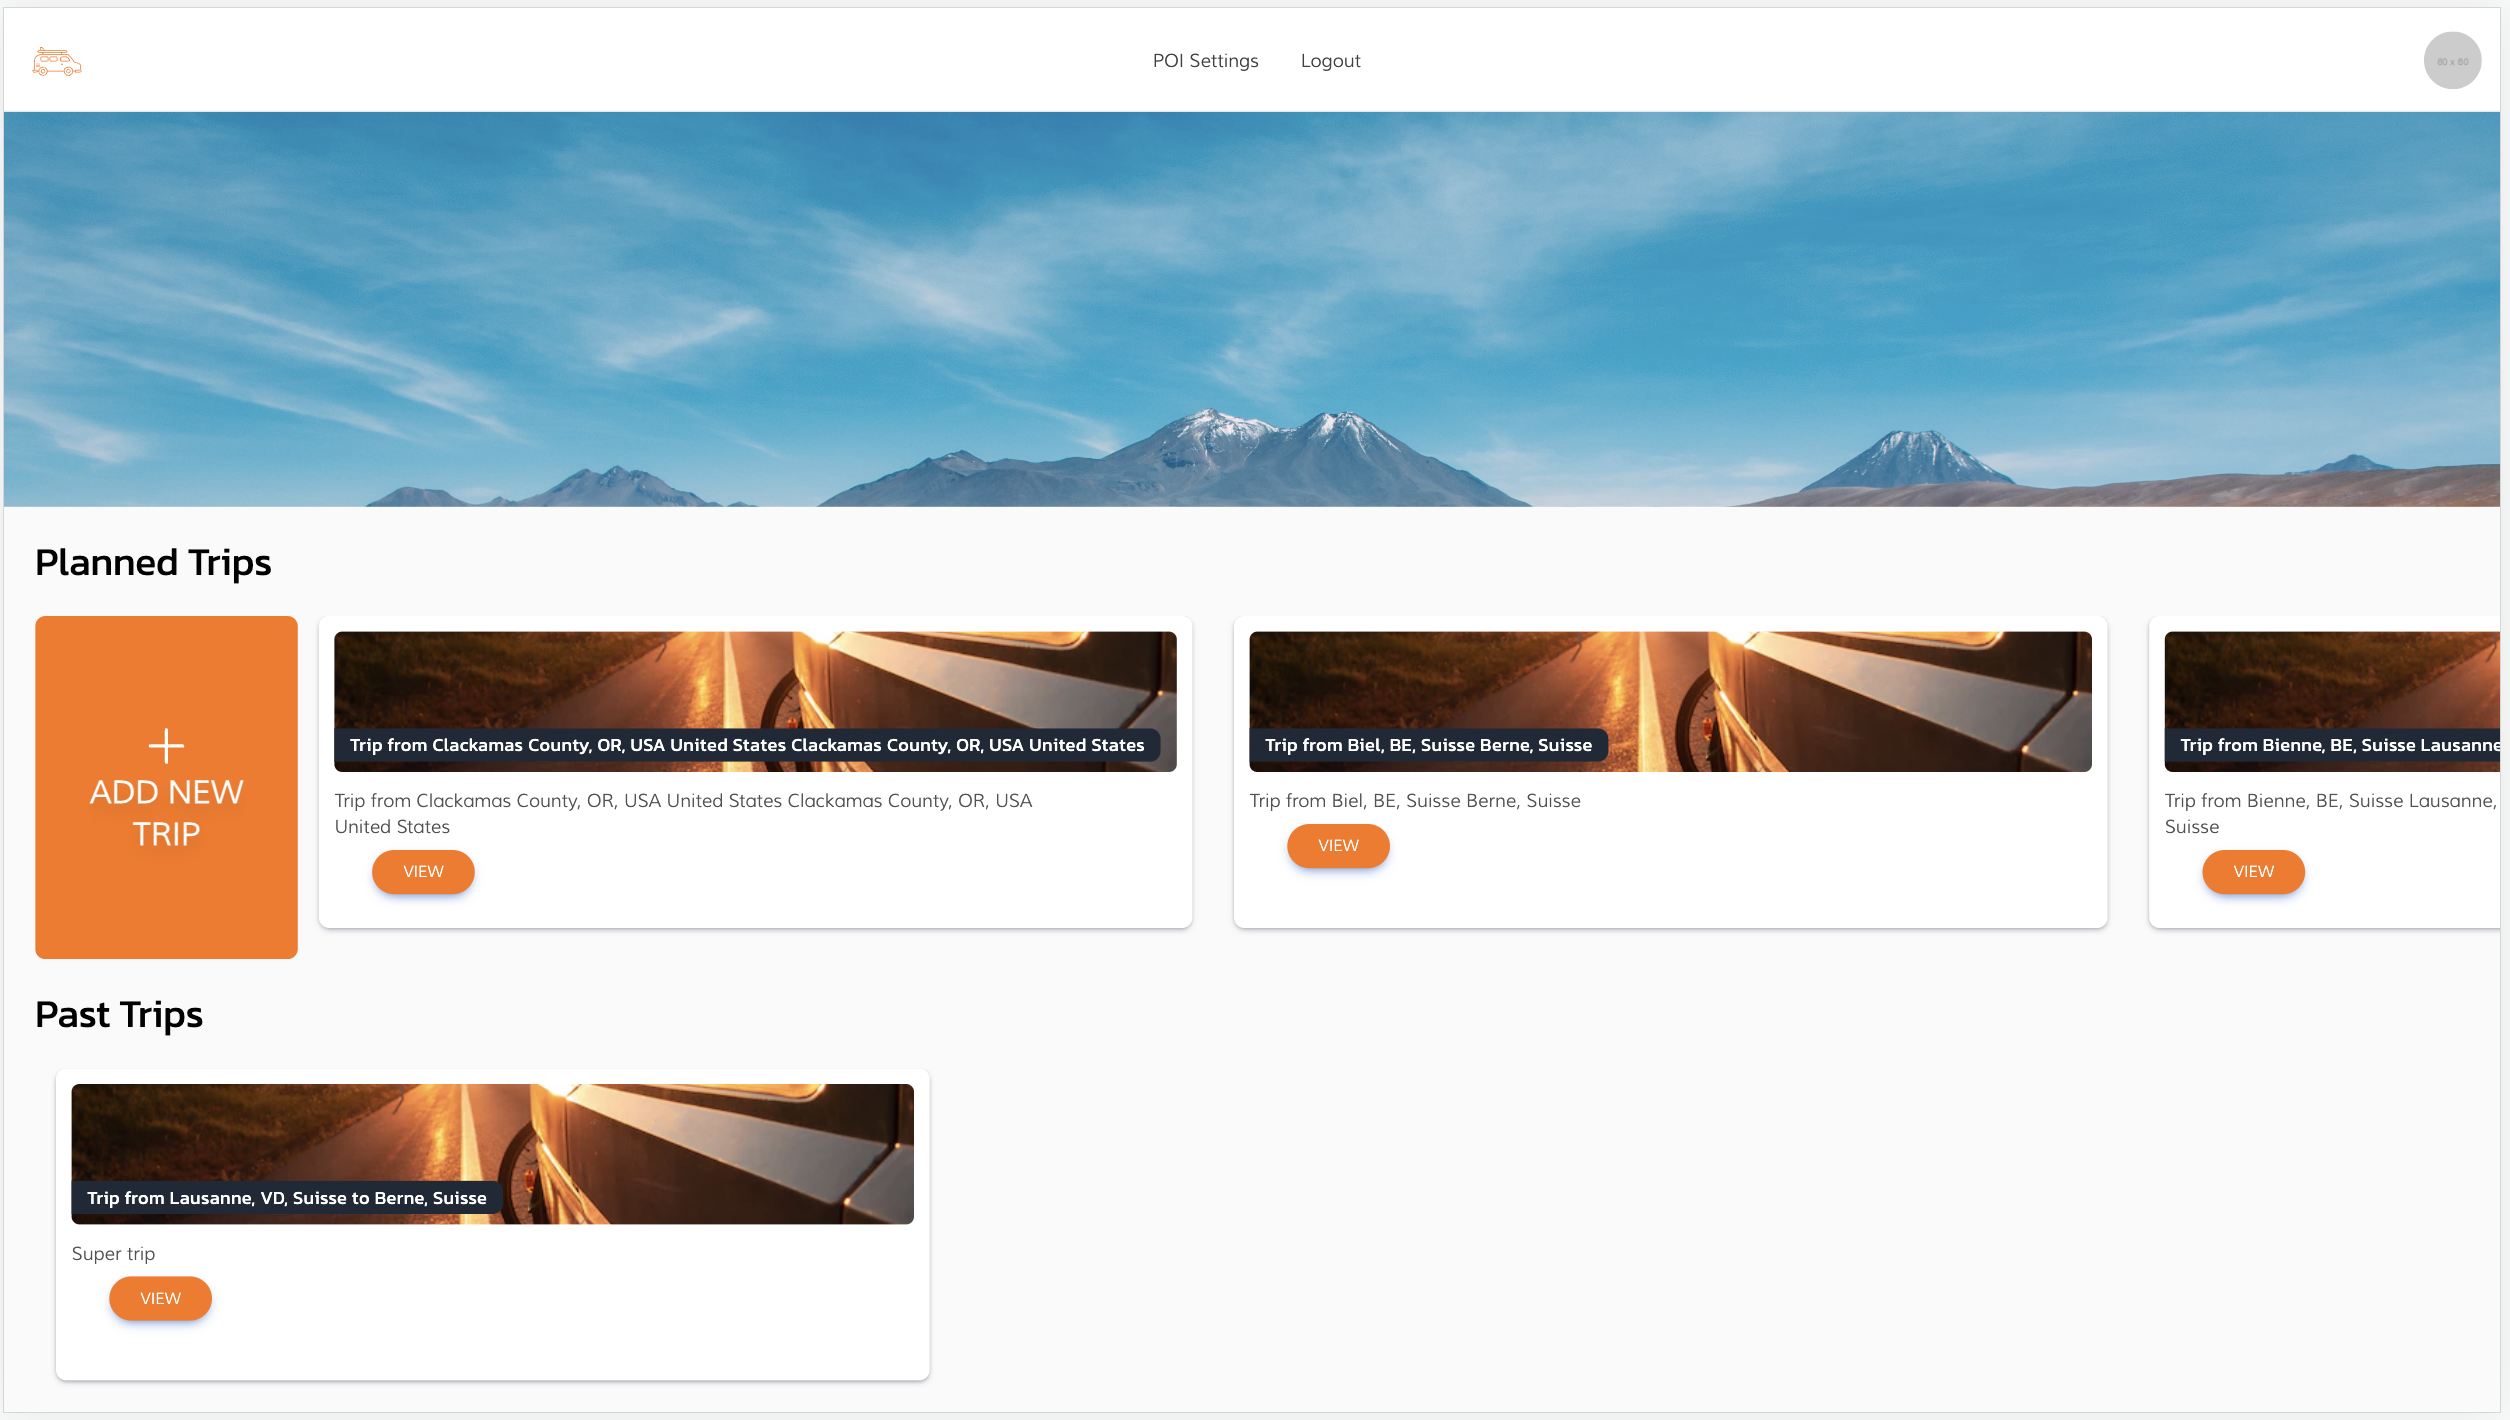 POI Settings
Logout
60 x 60
Planned Trips
ADD NEW
TRIP
Trip from Clackamas County, OR, USA United States Clackamas County, OR, USA United States
Trip from Clackamas County, OR, USA United States Clackamas County, OR, USA
United States
VIEW
Trip from Biel, BE, Suisse Berne, Suisse
Trip from Biel, BE, Suisse Berne, Suisse
VIEW
Trip from Bienne, BE, Suisse Lausanne
Trip from Bienne, BE, Suisse Lausanne,
Suisse
VIEW
Past Trips
Trip from Lausanne, VD, Suisse to Berne, Suisse
Super trip
VIEW